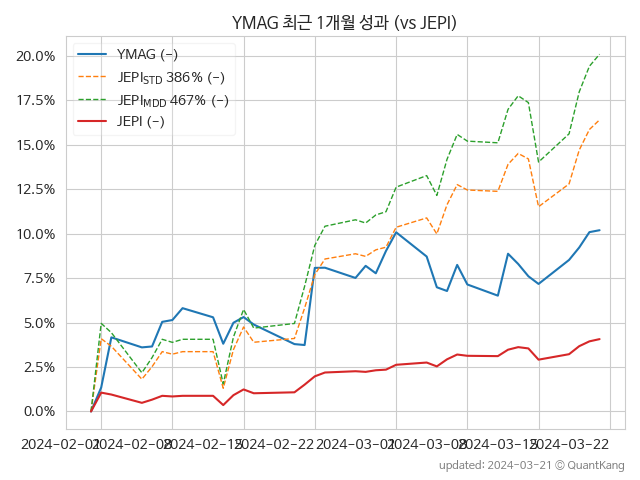 YMAG 최근 1개월 성과 (vs JEPI)
YMAG (-)
JEPI_STD 386% (-)
JEPI_MDD 467% (-)
JEPI (-)
20.0%
17.5%
15.0%
12.5%
10.0%
7.5%
5.0%
2.5%
0.0%
2024-02-01 2024-02-08 2024-02-15 2024-02-22 2024-03-01 2024-03-08 2024-03-15 2024-03-22
updated: 2024-03-21 © QuantKang